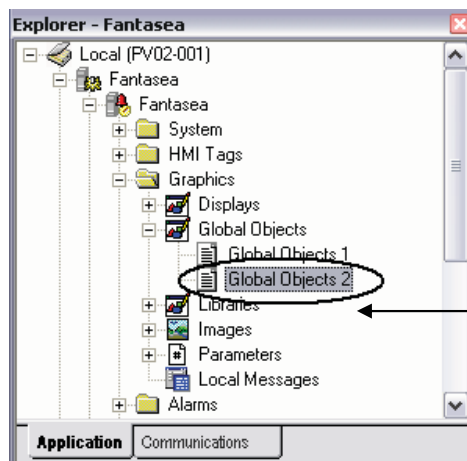 Explorer - Fantasea
Local (PV02-001)
Fantasea
Fantasea
System
HMI Tags
Graphics
Displays
Global Objects
Global Objects 1
Global Objects 2
Libraries
Images
Parameters
Local Messages
Alarms
Application
Communications